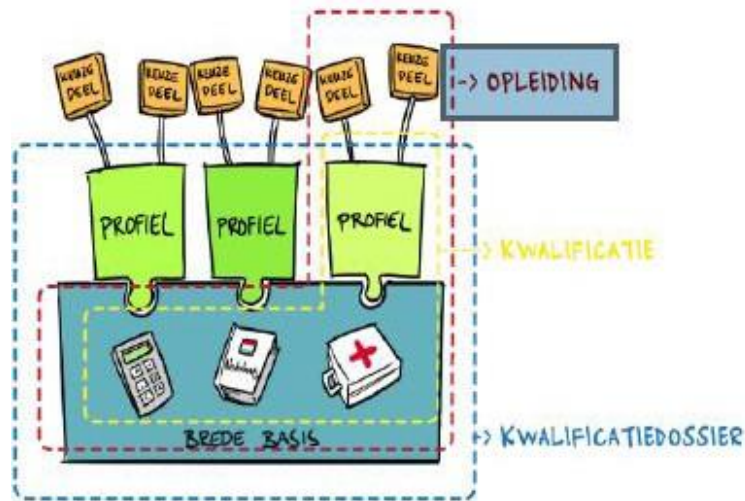 KEUZE DEEL
KEUZE DEEL
KEUZE DEEL
KEUZE DEEL
KEUZE DEEL
KEUZE DEEL
-> OPLEIDING
PROFIEL
PROFIEL
PROFIEL
-> KWALIFICATIE
BREDE BASIS
-> KWALIFICATIEDOSSIER